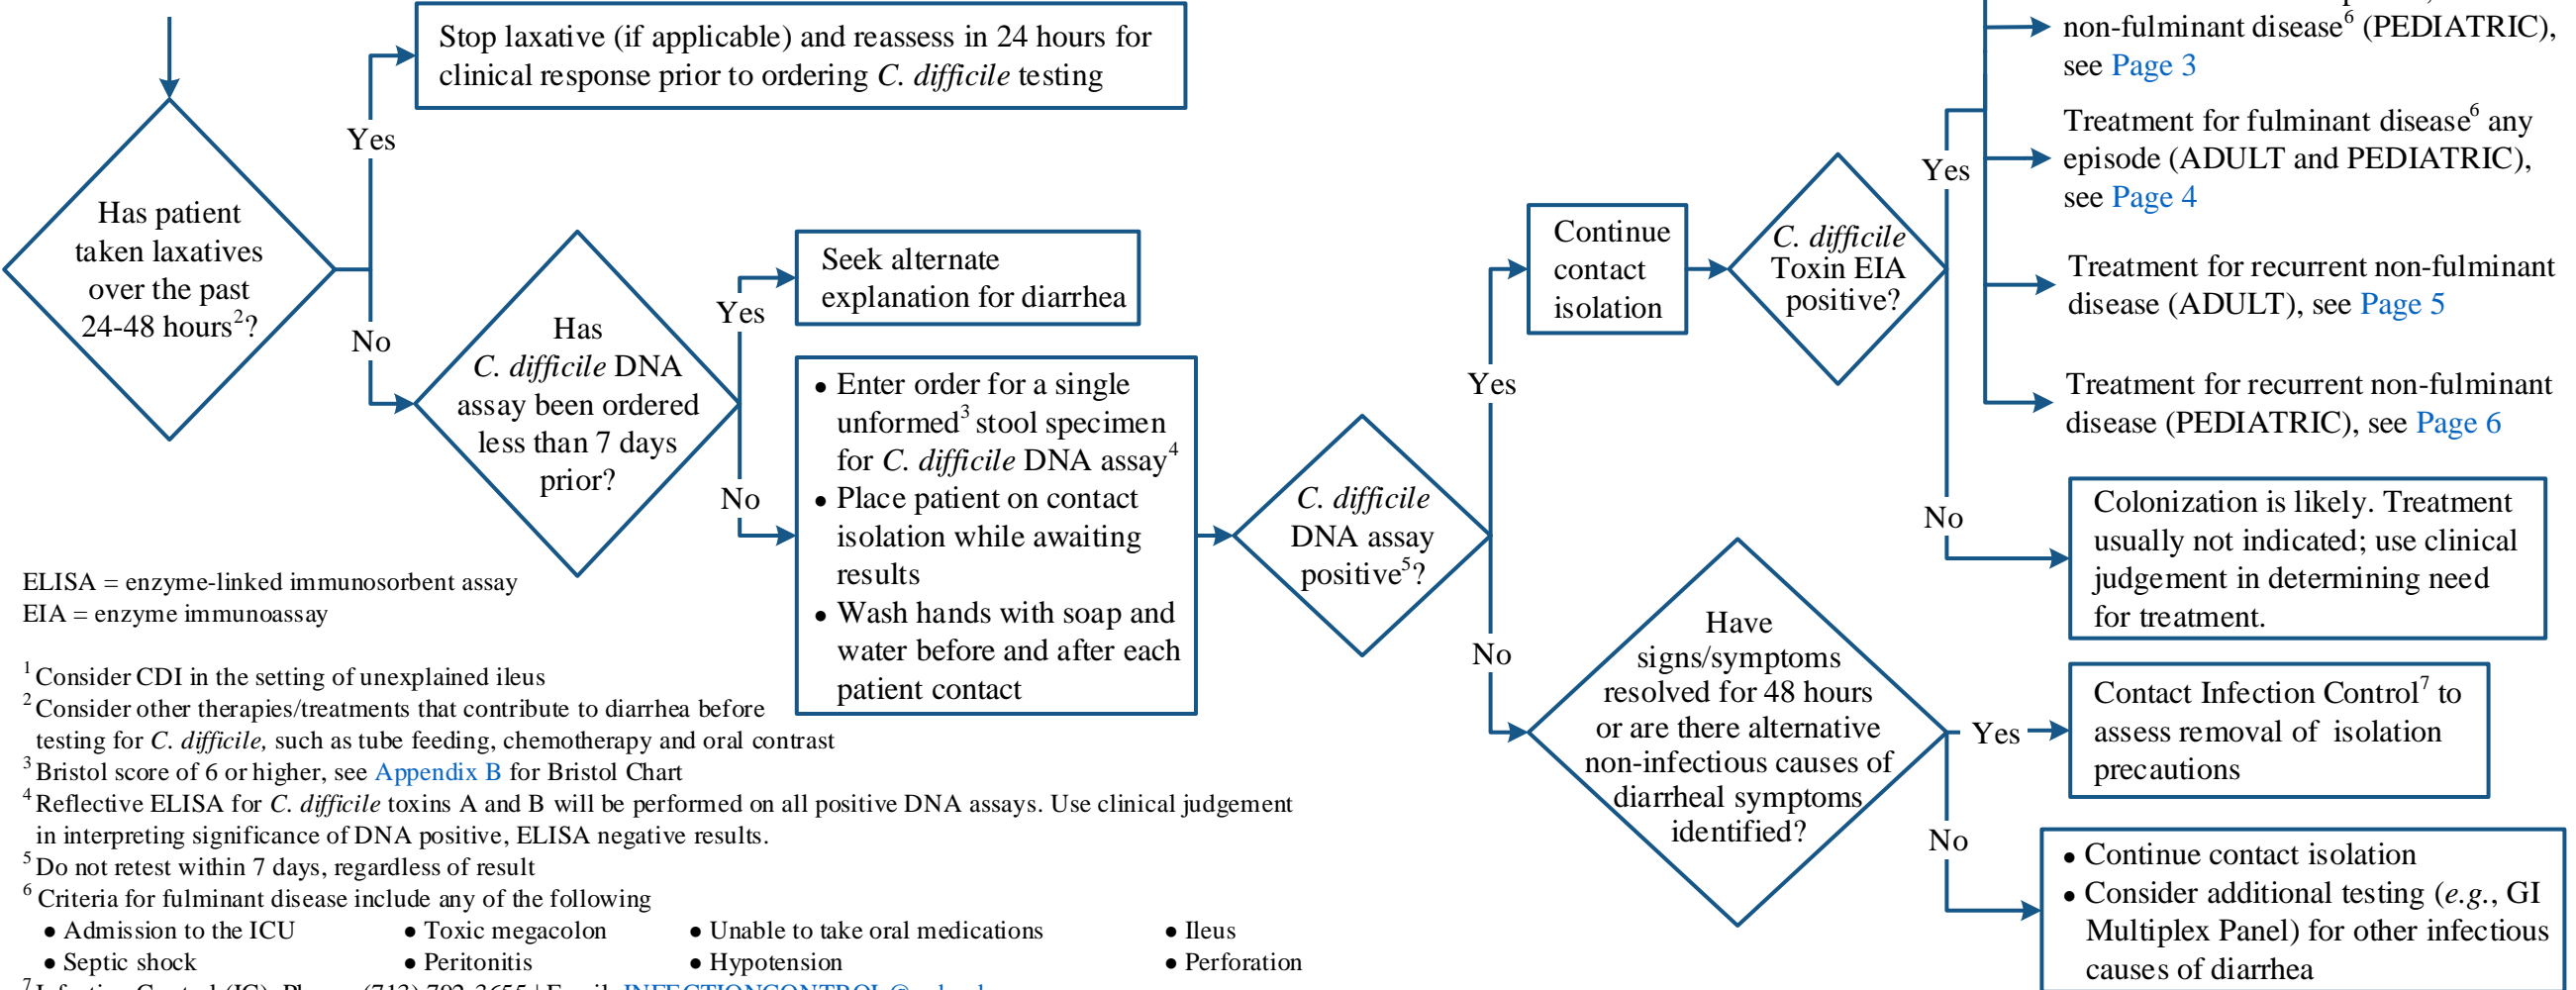 Stop laxative (if applicable) and reassess in 24 hours for
clinical response prior to ordering C. difficile testing
Yes
Has patient
taken laxatives
over the past
24-48 hours2?
No
Has
C. difficile DNA
assay been ordered
less than 7 days
prior?
Yes
Seek alternate
explanation for diarrhea
No
● Enter order for a single
unformed3 stool specimen
for C. difficile DNA assay4
● Place patient on contact
isolation while awaiting
results
● Wash hands with soap and
water before and after each
patient contact
C. difficile
DNA assay
positive5?
Yes
Continue
contact
isolation
C. difficile
Toxin EIA
positive?
Yes
non-fulminant disease6 (PEDIATRIC),
see Page 3
Treatment for fulminant disease6 any
episode (ADULT and PEDIATRIC),
see Page 4
Treatment for recurrent non-fulminant
disease (ADULT), see Page 5
Treatment for recurrent non-fulminant
disease (PEDIATRIC), see Page 6
No
Colonization is likely. Treatment
usually not indicated; use clinical
judgement in determining need
for treatment.
No
Have
signs/symptoms
resolved for 48 hours
or are there alternative
non-infectious causes of
diarrheal symptoms
identified?
Yes
Contact Infection Control7 to
assess removal of isolation
precautions
No
● Continue contact isolation
● Consider additional testing (e.g., GI
Multiplex Panel) for other infectious
causes of diarrhea
ELISA = enzyme-linked immunosorbent assay
EIA = enzyme immunoassay
1 Consider CDI in the setting of unexplained ileus
2 Consider other therapies/treatments that contribute to diarrhea before
testing for C. difficile, such as tube feeding, chemotherapy and oral contrast
3 Bristol score of 6 or higher, see Appendix B for Bristol Chart
4 Reflective ELISA for C. difficile toxins A and B will be performed on all positive DNA assays. Use clinical judgement
in interpreting significance of DNA positive, ELISA negative results.
5 Do not retest within 7 days, regardless of result
6 Criteria for fulminant disease include any of the following
● Admission to the ICU ● Toxic megacolon ● Unable to take oral medications ● Ileus
● Septic shock ● Peritonitis ● Hypotension ● Perforation